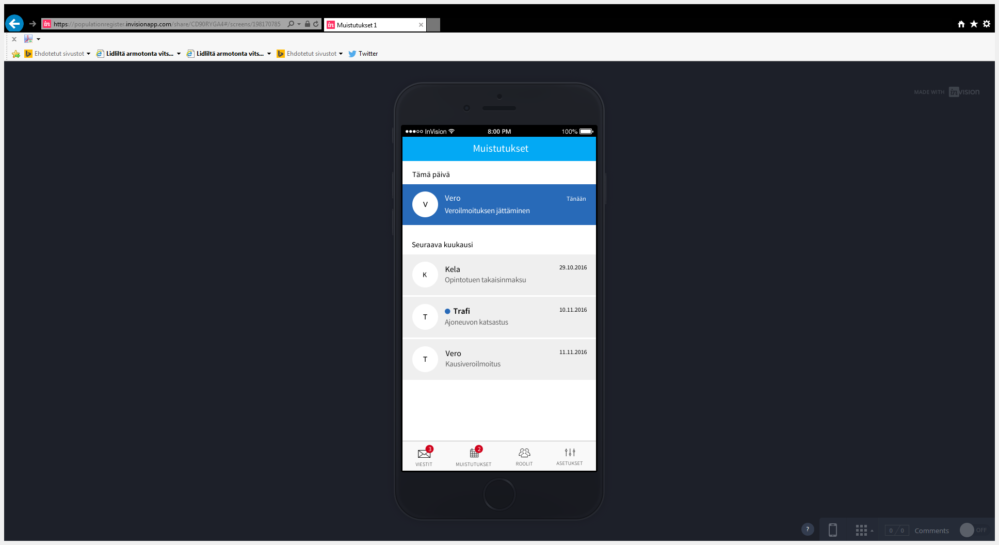 https://populationregister.invisionapp.com/share/CD90RYGA4#/screens/198170785
in Muistutukset 1
x
Ehdotetut sivustot Lidliltä armotonta vits... Lidliltä armotonta vits... Ehdotetut sivustot Twitter
MADE WITH inVISION
InVision 8:00 PM 100%
Muistutukset
Tämä päivä
V
Vero Tänään
Veroilmoituksen jättäminen
Seuraava kuukausi
K
Kela 29.10.2016
Opintotuen takaisinmaksu
T
Trafi 10.11.2016
Ajoneuvon katsastus
T
Vero 11.11.2016
Kausiveroilmoitus
3 2
VIESTIT MUISTUTUKSET ROOLIT ASETUKSET
? 0 / 0 Comments OFF